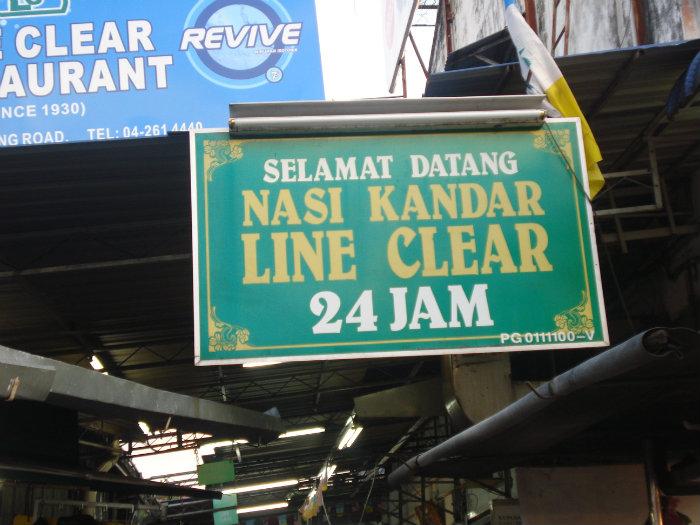 E CLEAR
AURANT
NCE 1930)
NG ROAD. TEL: 04-261 4440
REVIVE
SELAMAT DATANG
NASI KANDAR
LINE CLEAR
24 JAM
PG 0111100-V